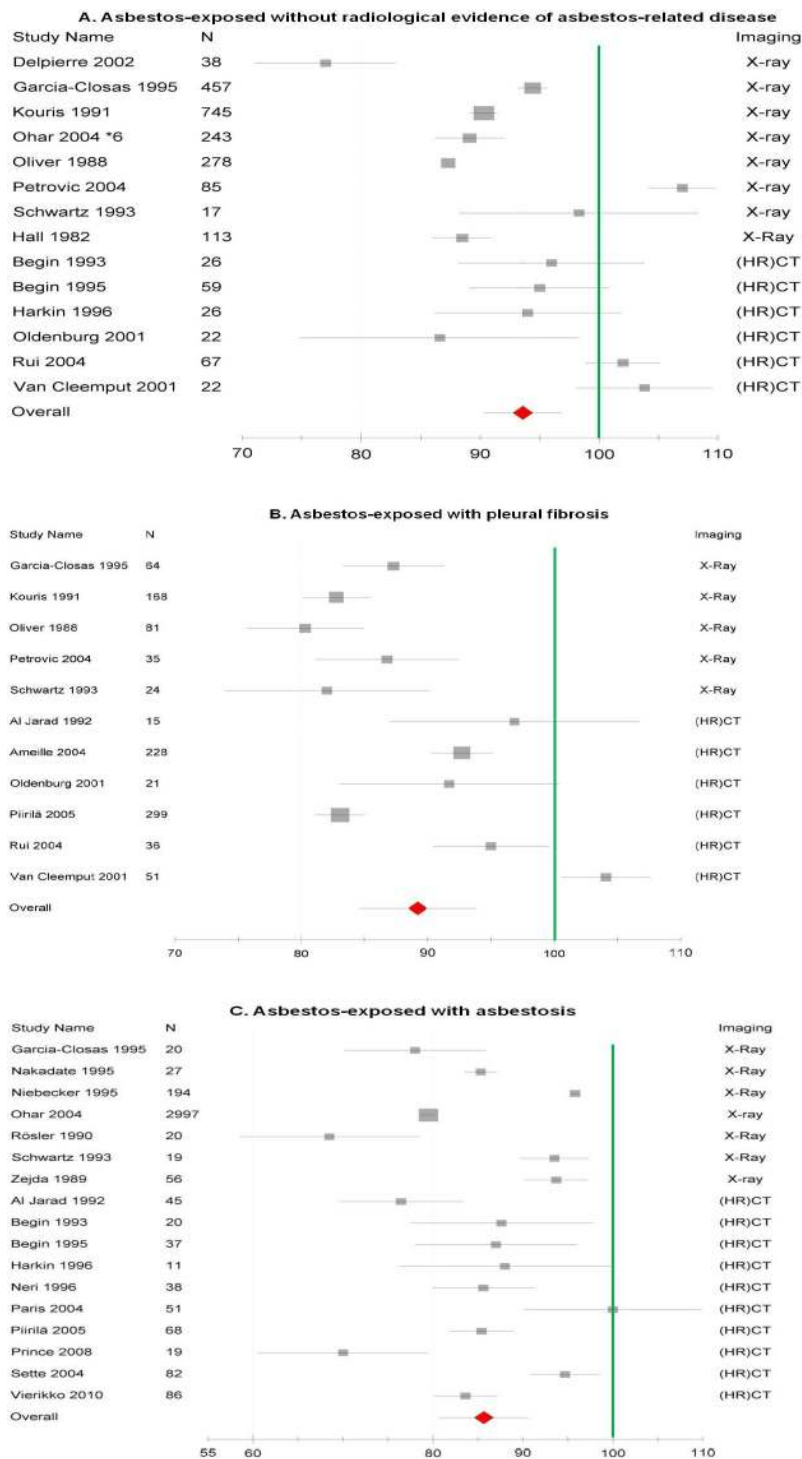 A. Asbestos-exposed without radiological evidence of asbestos-related disease
Study Name N Imaging
Delpierre 2002 38 X-ray
Garcia-Closas 1995 457 X-ray
Kouris 1991 745 X-ray
Ohar 2004 *6 243 X-ray
Oliver 1988 278 X-ray
Petrovic 2004 85 X-ray
Schwartz 1993 17 X-ray
Hall 1982 113 X-Ray
Begin 1993 26 (HR)CT
Begin 1995 59 (HR)CT
Harkin 1996 26 (HR)CT
Oldenburg 2001 22 (HR)CT
Rui 2004 67 (HR)CT
Van Cleemput 2001 22 (HR)CT
Overall
70 80 90 100 110
B. Asbestos-exposed with pleural fibrosis
Study Name N Imaging
Garcia-Closas 1995 64 X-Ray
Kouris 1991 168 X-Ray
Oliver 1988 81 X-Ray
Petrovic 2004 35 X-Ray
Schwartz 1993 24 X-Ray
Al Jarad 1992 15 (HR)CT
Ameille 2004 228 (HR)CT
Oldenburg 2001 21 (HR)CT
Piirilä 2005 299 (HR)CT
Rui 2004 36 (HR)CT
Van Cleemput 2001 51 (HR)CT
Overall
70 80 90 100 110
C. Asbestos-exposed with asbestosis
Study Name N Imaging
Garcia-Closas 1995 20 X-Ray
Nakadate 1995 27 X-Ray
Niebecker 1995 194 X-Ray
Ohar 2004 2997 X-ray
Rösler 1990 20 X-Ray
Schwartz 1993 19 X-Ray
Zejda 1989 56 X-ray
Al Jarad 1992 45 (HR)CT
Begin 1993 20 (HR)CT
Begin 1995 37 (HR)CT
Harkin 1996 11 (HR)CT
Neri 1996 38 (HR)CT
Paris 2004 51 (HR)CT
Piirilä 2005 68 (HR)CT
Prince 2008 19 (HR)CT
Sette 2004 82 (HR)CT
Vierikko 2010 86 (HR)CT
Overall
55 60 80 90 100 110